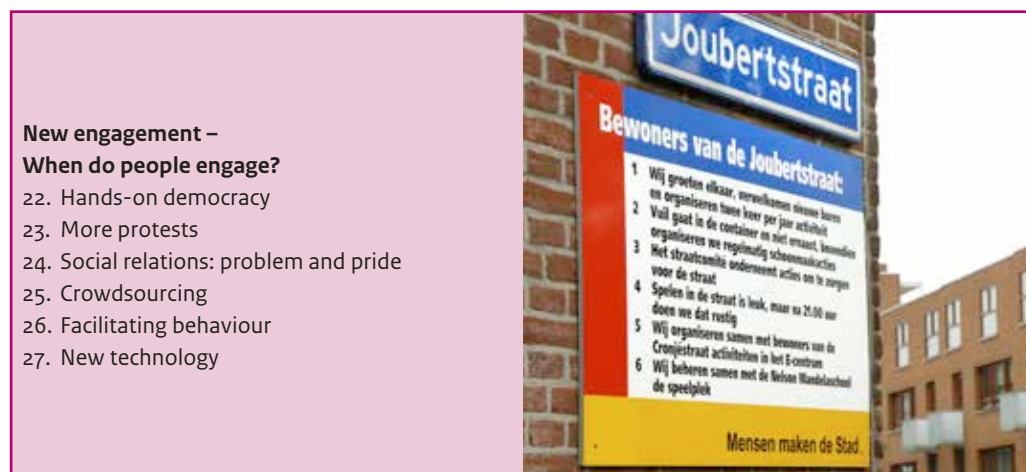 New engagement –
When do people engage?
22. Hands-on democracy
23. More protests
24. Social relations: problem and pride
25. Crowdsourcing
26. Facilitating behaviour
27. New technology
Joubertstraat
Bewoners van de Joubertstraat:
1 Wij groeten elkaar, verwelkomen nieuwe buren
en organiseren twee keer per jaar activiteit
2 Vuil gaat in de container en niet ernaast, bovendien
organiseren we regelmatig schoonmaakacties
3 Het straatcomité onderneemt acties om te zorgen
voor de straat
4 Spelen in de straat is leuk, maar na 21.00 uur
doen we dat rustig
5 Wij organiseren samen met bewoners van de
Cronjéstraat activiteiten in het E-centrum
6 Wij beheren samen met de Nelson Mandelaschool
de speelplek
Mensen maken de Stad